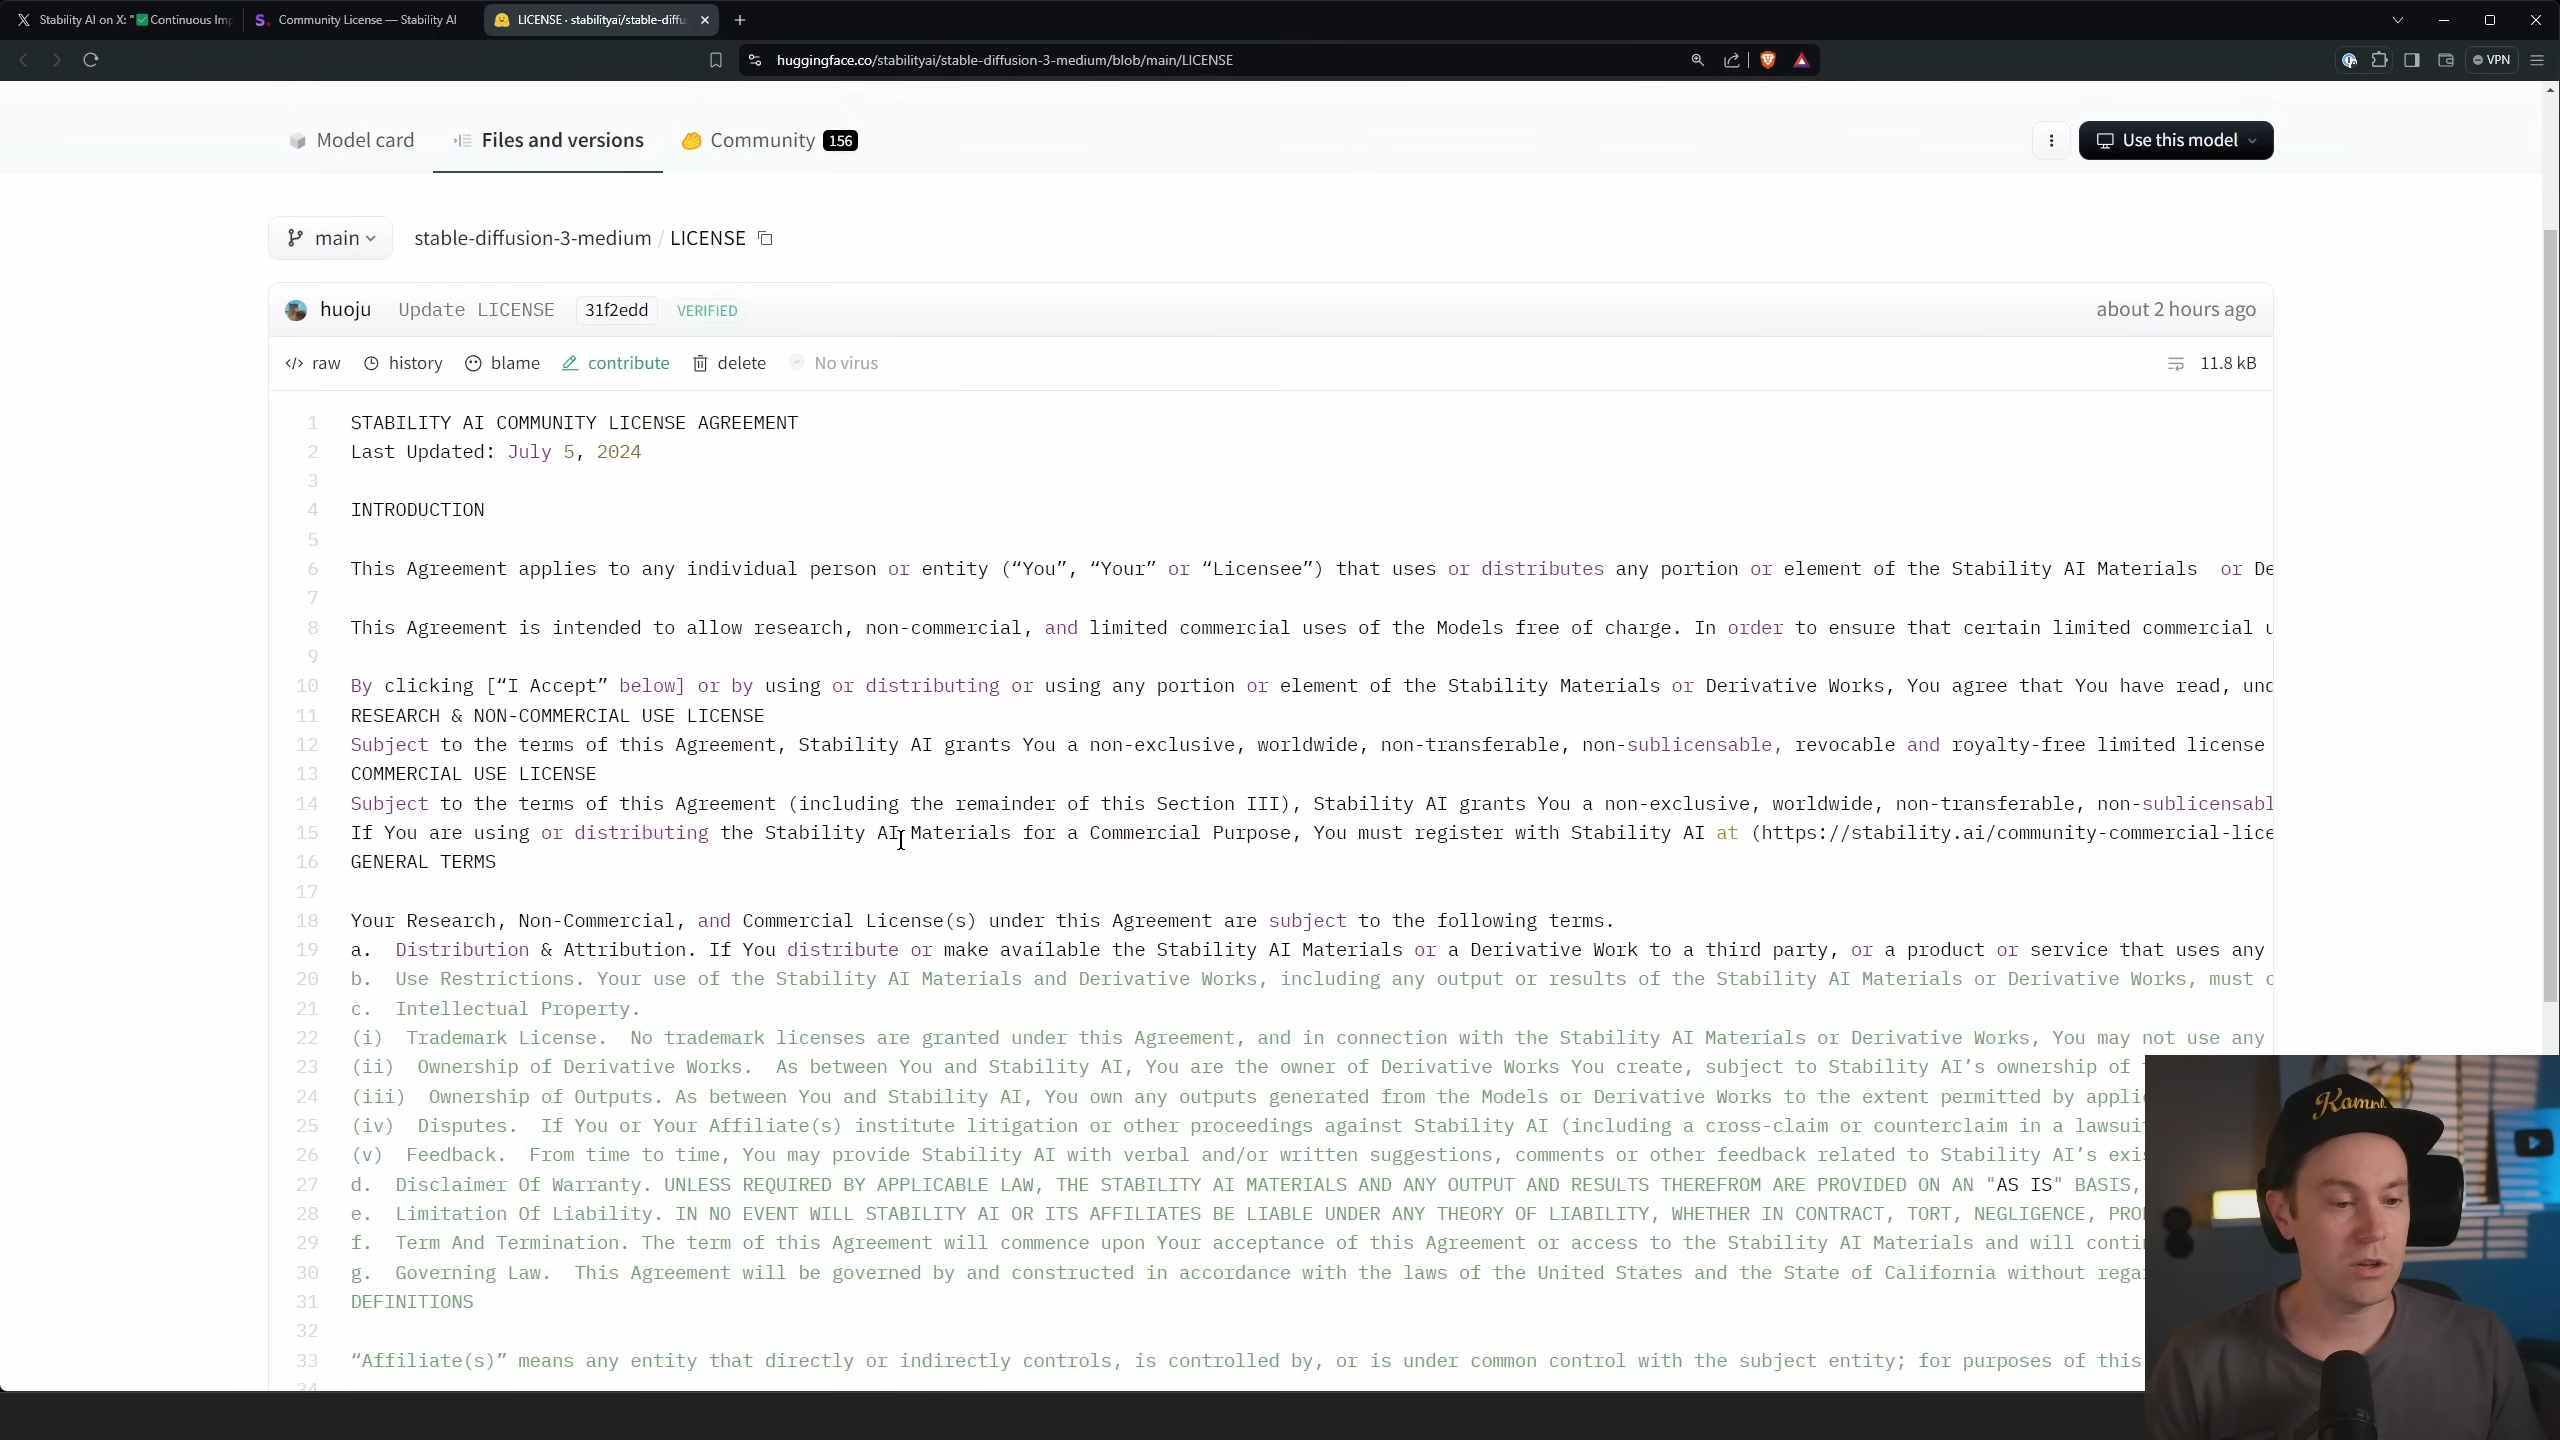 Stability AI on X: "✅Continuous Imp
Community License — Stability AI
LICENSE · stabilityai/stable-diffu
huggingface.co/stabilityai/stable-diffusion-3-medium/blob/main/LICENSE
VPN
Model card
Files and versions
Community 156
Use this model
main
stable-diffusion-3-medium / LICENSE
huoju Update LICENSE 31f2edd VERIFIED
about 2 hours ago
raw history blame contribute delete No virus
11.8 kB
1 STABILITY AI COMMUNITY LICENSE AGREEMENT
2 Last Updated: July 5, 2024
3
4 INTRODUCTION
5
6 This Agreement applies to any individual person or entity (“You”, “Your” or “Licensee”) that uses or distributes any portion or element of the Stability AI Materials  or De
7
8 This Agreement is intended to allow research, non-commercial, and limited commercial uses of the Models free of charge. In order to ensure that certain limited commercial u
9
10 By clicking [“I Accept” below] or by using or distributing or using any portion or element of the Stability Materials or Derivative Works, You agree that You have read, und
11 RESEARCH & NON-COMMERCIAL USE LICENSE
12 Subject to the terms of this Agreement, Stability AI grants You a non-exclusive, worldwide, non-transferable, non-sublicensable, revocable and royalty-free limited license
13 COMMERCIAL USE LICENSE
14 Subject to the terms of this Agreement (including the remainder of this Section III), Stability AI grants You a non-exclusive, worldwide, non-transferable, non-sublicensabl
15 If You are using or distributing the Stability AI Materials for a Commercial Purpose, You must register with Stability AI at (https://stability.ai/community-commercial-lice
16 GENERAL TERMS
17
18 Your Research, Non-Commercial, and Commercial License(s) under this Agreement are subject to the following terms.
19 a.  Distribution & Attribution. If You distribute or make available the Stability AI Materials or a Derivative Work to a third party, or a product or service that uses any
20 b.  Use Restrictions. Your use of the Stability AI Materials and Derivative Works, including any output or results of the Stability AI Materials or Derivative Works, must c
21 c.  Intellectual Property.
22 (i)  Trademark License.  No trademark licenses are granted under this Agreement, and in connection with the Stability AI Materials or Derivative Works, You may not use any
23 (ii)  Ownership of Derivative Works.  As between You and Stability AI, You are the owner of Derivative Works You create, subject to Stability AI’s ownership of
24 (iii)  Ownership of Outputs. As between You and Stability AI, You own any outputs generated from the Models or Derivative Works to the extent permitted by appli
25 (iv)  Disputes.  If You or Your Affiliate(s) institute litigation or other proceedings against Stability AI (including a cross-claim or counterclaim in a lawsui
26 (v)  Feedback.  From time to time, You may provide Stability AI with verbal and/or written suggestions, comments or other feedback related to Stability AI’s exi
27 d.  Disclaimer Of Warranty. UNLESS REQUIRED BY APPLICABLE LAW, THE STABILITY AI MATERIALS AND ANY OUTPUT AND RESULTS THEREFROM ARE PROVIDED ON AN "AS IS" BASIS,
28 e.  Limitation Of Liability. IN NO EVENT WILL STABILITY AI OR ITS AFFILIATES BE LIABLE UNDER ANY THEORY OF LIABILITY, WHETHER IN CONTRACT, TORT, NEGLIGENCE, PRO
29 f.  Term And Termination. The term of this Agreement will commence upon Your acceptance of this Agreement or access to the Stability AI Materials and will conti
30 g.  Governing Law.  This Agreement will be governed by and constructed in accordance with the laws of the United States and the State of California without rega
31 DEFINITIONS
32
33 “Affiliate(s)” means any entity that directly or indirectly controls, is controlled by, or is under common control with the subject entity; for purposes of this